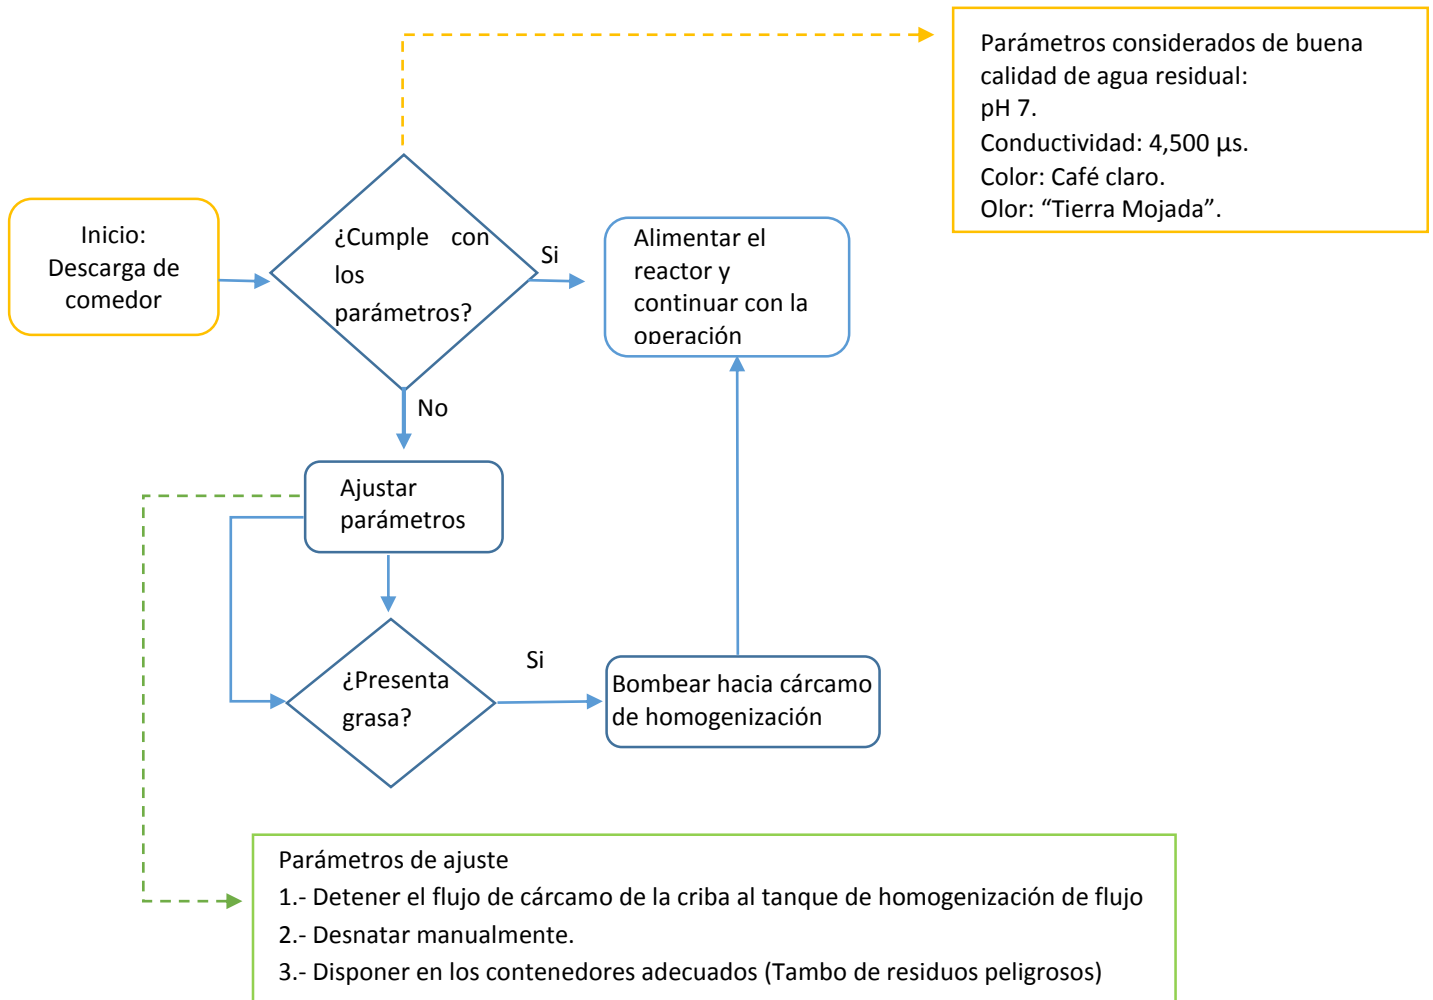 Parámetros considerados de buena
calidad de agua residual:
pH 7.
Conductividad: 4,500 µs.
Color: Café claro.
Olor: “Tierra Mojada”.
Inicio:
Descarga de
comedor
¿Cumple con
los
parámetros?
Si
Alimentar el
reactor y
continuar con la
operación
No
Ajustar
parámetros
¿Presenta
grasa?
Si
Bombear hacia cárcamo
de homogenización
Parámetros de ajuste
1.- Detener el flujo de cárcamo de la criba al tanque de homogenización de flujo
2.- Desnatar manualmente.
3.- Disponer en los contenedores adecuados (Tambo de residuos peligrosos)